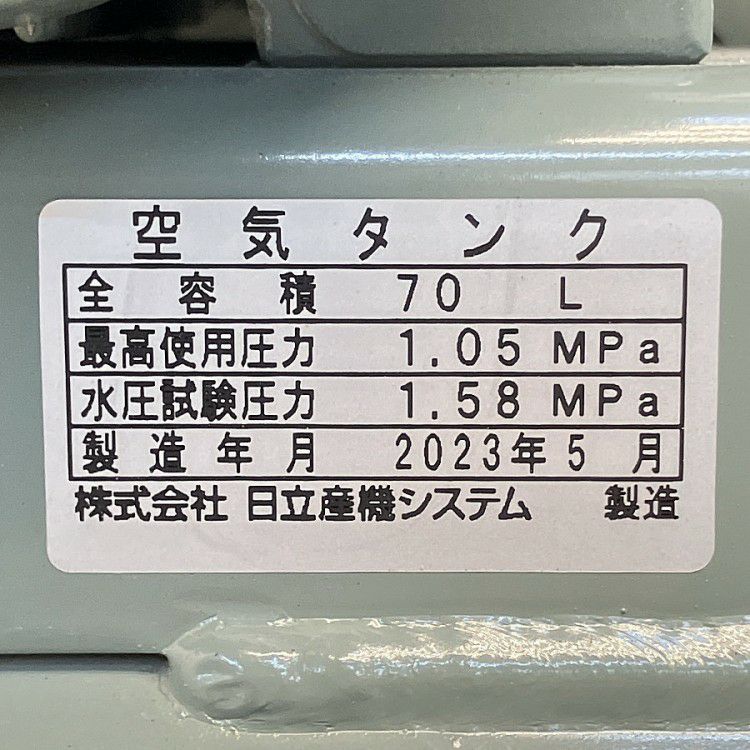 空気タンク
全容積 70 L
最高使用圧力 1.05 MPa
水圧試験圧力 1.58 MPa
製造年月 2023年5月
株式会社 日立産機システム 製造